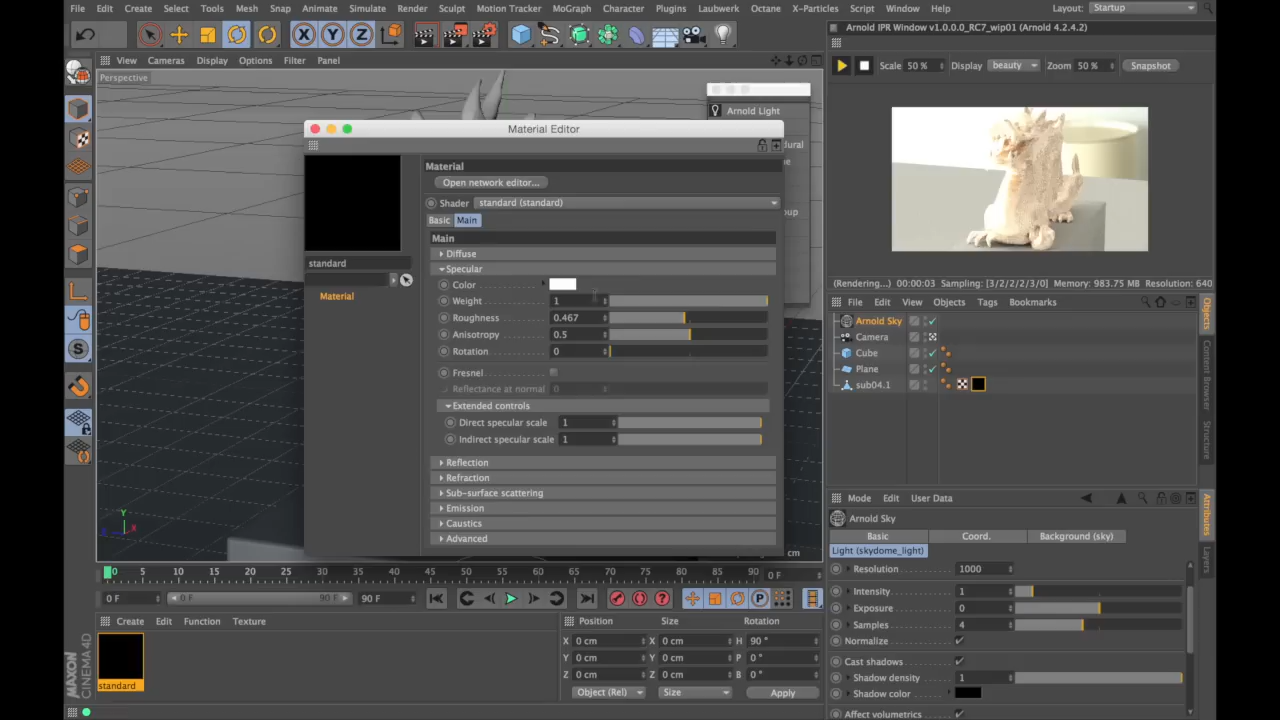 File Edit Create Select Tools Mesh Snap Animate Simulate Render Sculpt Motion Tracker MoGraph Character Plugins Laubwerk Octane X-Particles Script Window Help Layout: Startup
Arnold IPR Window v1.0.0.0_RC7_wip01 (Arnold 4.2.4.2)
View Cameras Display Options Filter Panel
Scale 50 % Display beauty Zoom 50 % Snapshot
Perspective
Arnold Light
Material Editor
Material
Open network editor...
Shader standard (standard)
Basic Main
Main
Diffuse
standard
Specular
Color
Material
Weight 1
Roughness 0.467
Anisotropy 0.5
Rotation 0
Fresnel
Reflectance at normal 0
Extended controls
Direct specular scale 1
Indirect specular scale 1
Reflection
Refraction
Sub-surface scattering
Emission
Caustics
Advanced
cm
(Rendering...) 00:00:03 Sampling: [3/2/2/2/3/0] Memory: 983.75 MB Resolution: 640
File Edit View Objects Tags Bookmarks
Arnold Sky
Camera
Cube
Plane
sub04.1
Objects
Content Browser
Structure
Mode Edit User Data
Arnold Sky
Basic Coord. Background (sky)
Light (skydome_light)
Resolution 1000
Intensity 1
Exposure 0
Samples 4
Normalize
Cast shadows
Shadow density 1
Shadow color
Affect volumetrics
Attributes
Layers
0 5 10 15 20 25 30 35 40 45 50 55 60 65 70 75 80 85 90 0 F
0 F 0 F 90 F 90 F
Create Edit Function Texture
standard
Position Size Rotation
X 0 cm X 0 cm H 90 °
Y 0 cm Y 0 cm P 0 °
Z 0 cm Z 0 cm B 0 °
Object (Rel) Size Apply
MAXON
CINEMA4D